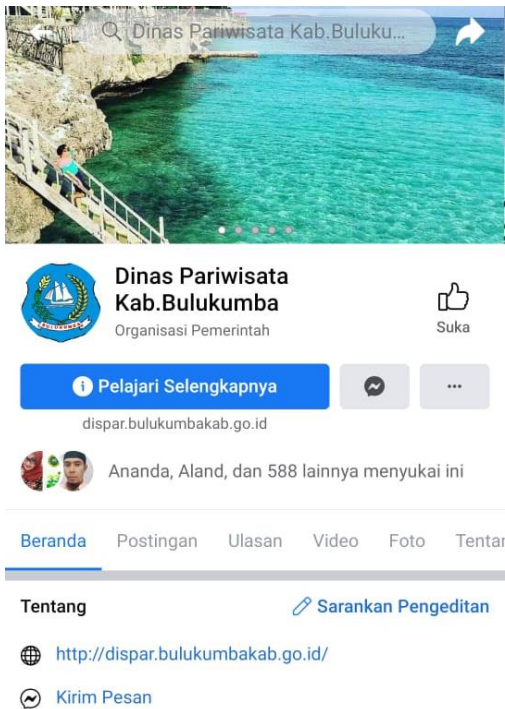 Dinas Pariwisata Kab.Buluku...
Dinas Pariwisata
Kab.Bulukumba
Organisasi Pemerintah
Suka
BULUKUMBA
Pelajari Selengkapnya
dispar.bulukumbakab.go.id
Ananda, Aland, dan 588 lainnya menyukai ini
Beranda Postingan Ulasan Video Foto Tentan
Tentang Sarankan Pengeditan
http://dispar.bulukumbakab.go.id/
Kirim Pesan